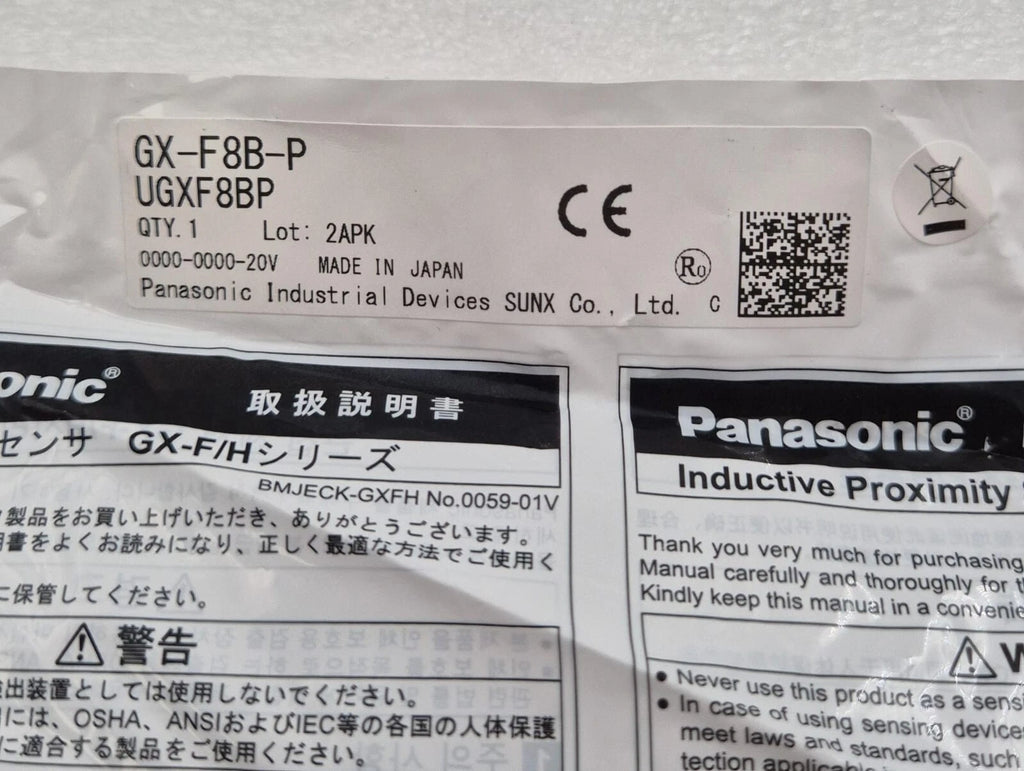 GX-F8B-P
UGXF8BP
QTY.1 Lot: 2APK
0000-0000-20V MADE IN JAPAN
Panasonic Industrial Devices SUNX Co., Ltd. C
CE
Ro
onic® 取扱説明書
センサ GX-F/Hシリーズ
BMJECK-GXFH No.0059-01V
製品をお買い上げいただき、ありがとうございます。
明書をよくお読みになり、正しく最適な方法でご使用く
に保管してください。
警告
検出装置としては使用しないでください。
には、OSHA、ANSIおよびIEC等の各国の人体保護
に適合する製品をご使用ください。
Panasonic®
Inductive Proximity
Thank you very much for purchasing
Manual carefully and thoroughly for
Kindly keep this manual in a
W
• Never use this product as a
• In case of using sensing devices
meet laws and standards, such